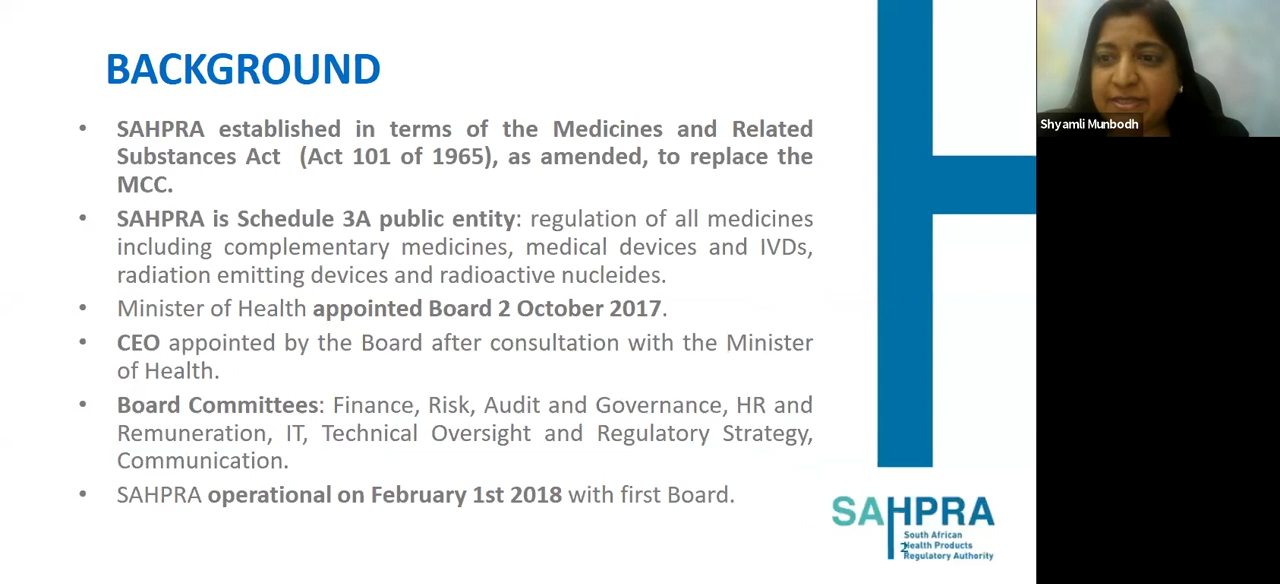 BACKGROUND
• SAHPRA established in terms of the Medicines and Related
Substances Act (Act 101 of 1965), as amended, to replace the
MCC.
• SAHPRA is Schedule 3A public entity: regulation of all medicines
including complementary medicines, medical devices and IVDs,
radiation emitting devices and radioactive nucleides.
• Minister of Health appointed Board 2 October 2017.
• CEO appointed by the Board after consultation with the Minister
of Health.
• Board Committees: Finance, Risk, Audit and Governance, HR and
Remuneration, IT, Technical Oversight and Regulatory Strategy,
Communication.
• SAHPRA operational on February 1st 2018 with first Board.
SAHPRA
South African
Health Products
Regulatory Authority
2
Shyamli Munbodh